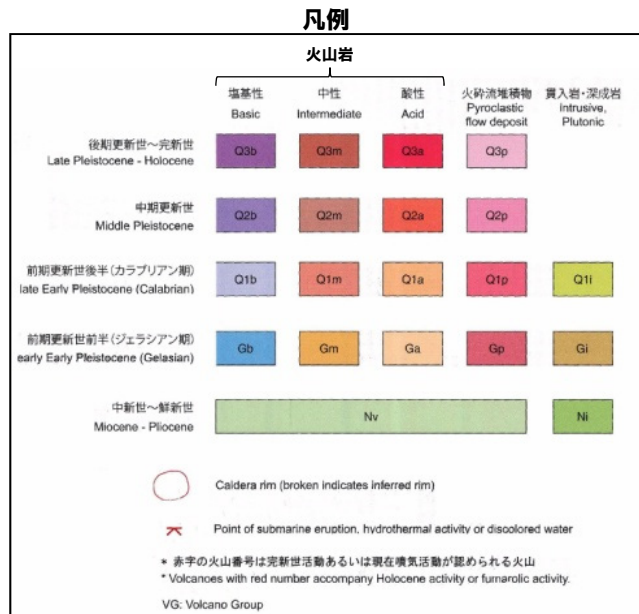 凡例
火山岩
塩基性 中性 酸性 火砕流堆積物 貫入岩・深成岩
Basic Intermediate Acid Pyroclastic flow deposit Intrusive, Plutonic
後期更新世～完新世
Late Pleistocene - Holocene
Q3b Q3m Q3a Q3p
中期更新世
Middle Pleistocene
Q2b Q2m Q2a Q2p
前期更新世後半(カラブリアン期)
late Early Pleistocene (Calabrian)
Q1b Q1m Q1a Q1p Q1i
前期更新世前半(ジェラシアン期)
early Early Pleistocene (Gelasian)
Gb Gm Ga Gp Gi
中新世～鮮新世
Miocene - Pliocene
Nv Ni
Caldera rim (broken indicates inferred rim)
Point of submarine eruption, hydrothermal activity or discolored water
* 赤字の火山番号は完新世活動あるいは現在噴気活動が認められる火山
* Volcanoes with red number accompany Holocene activity or fumarolic activity.
VG: Volcano Group